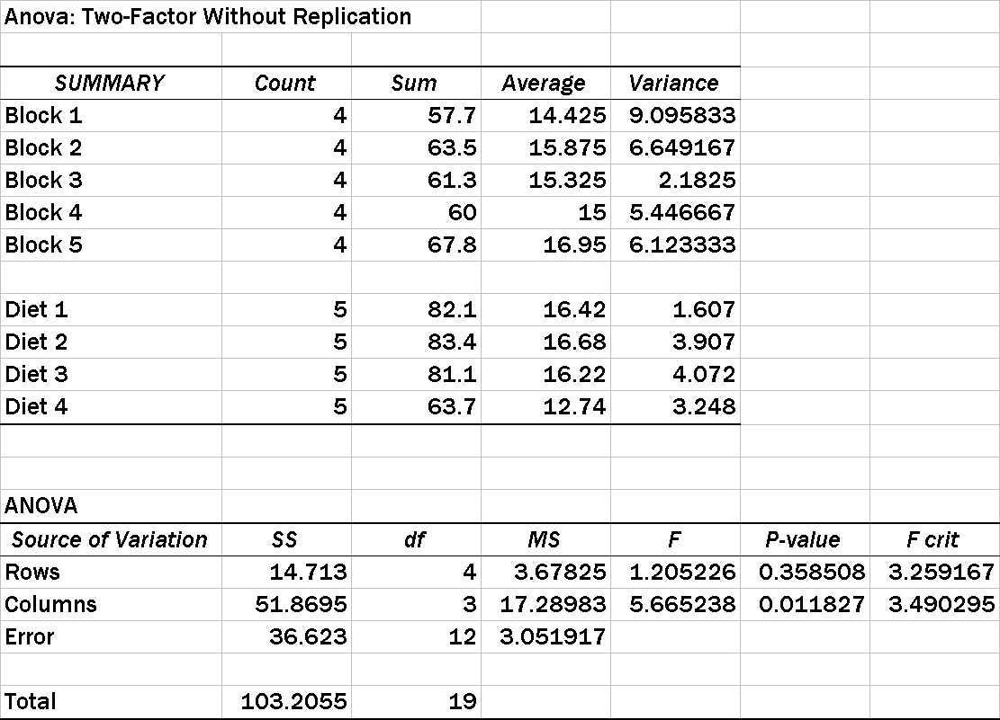 Anova: Two-Factor Without Replication
SUMMARY Count Sum Average Variance
Block 1 4 57.7 14.425 9.095833
Block 2 4 63.5 15.875 6.649167
Block 3 4 61.3 15.325 2.1825
Block 4 4 60 15 5.446667
Block 5 4 67.8 16.95 6.123333
Diet 1 5 82.1 16.42 1.607
Diet 2 5 83.4 16.68 3.907
Diet 3 5 81.1 16.22 4.072
Diet 4 5 63.7 12.74 3.248
ANOVA
Source of Variation SS df MS F P-value F crit
Rows 14.713 4 3.67825 1.205226 0.358508 3.259167
Columns 51.8695 3 17.28983 5.665238 0.011827 3.490295
Error 36.623 12 3.051917
Total 103.2055 19